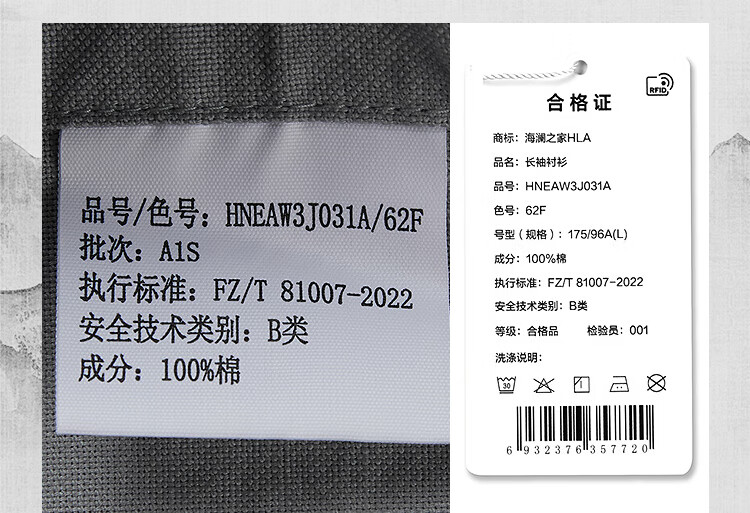 品号/色号: HNEAW3J031A/62F
批次: A1S
执行标准: FZ/T 81007-2022
安全技术类别: B类
成分: 100%棉
RFID
合格证
商标: 海澜之家HLA
品名: 长袖衬衫
品号: HNEAW3J031A
色号: 62F
号型（规格）: 175/96A(L)
成分: 100%棉
执行标准: FZ/T 81007-2022
安全技术类别: B类
等级: 合格品 检验员: 001
洗涤说明:
30
6 932376 357720